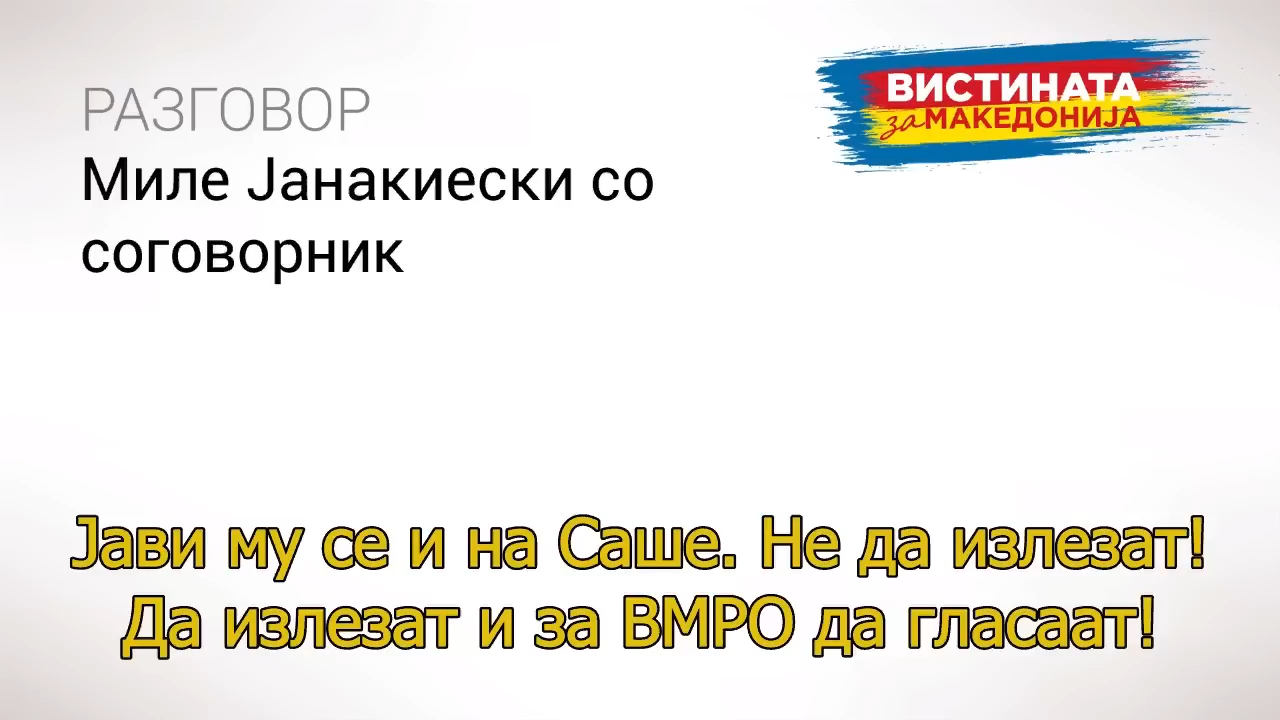 РАЗГОВОР
Миле Јанакиески со
соговорник
ВИСТИНАТА
за МАКЕДОНИЈА
Јави му се и на Саше. Не да излезат!
Да излезат и за ВМРО да гласаат!